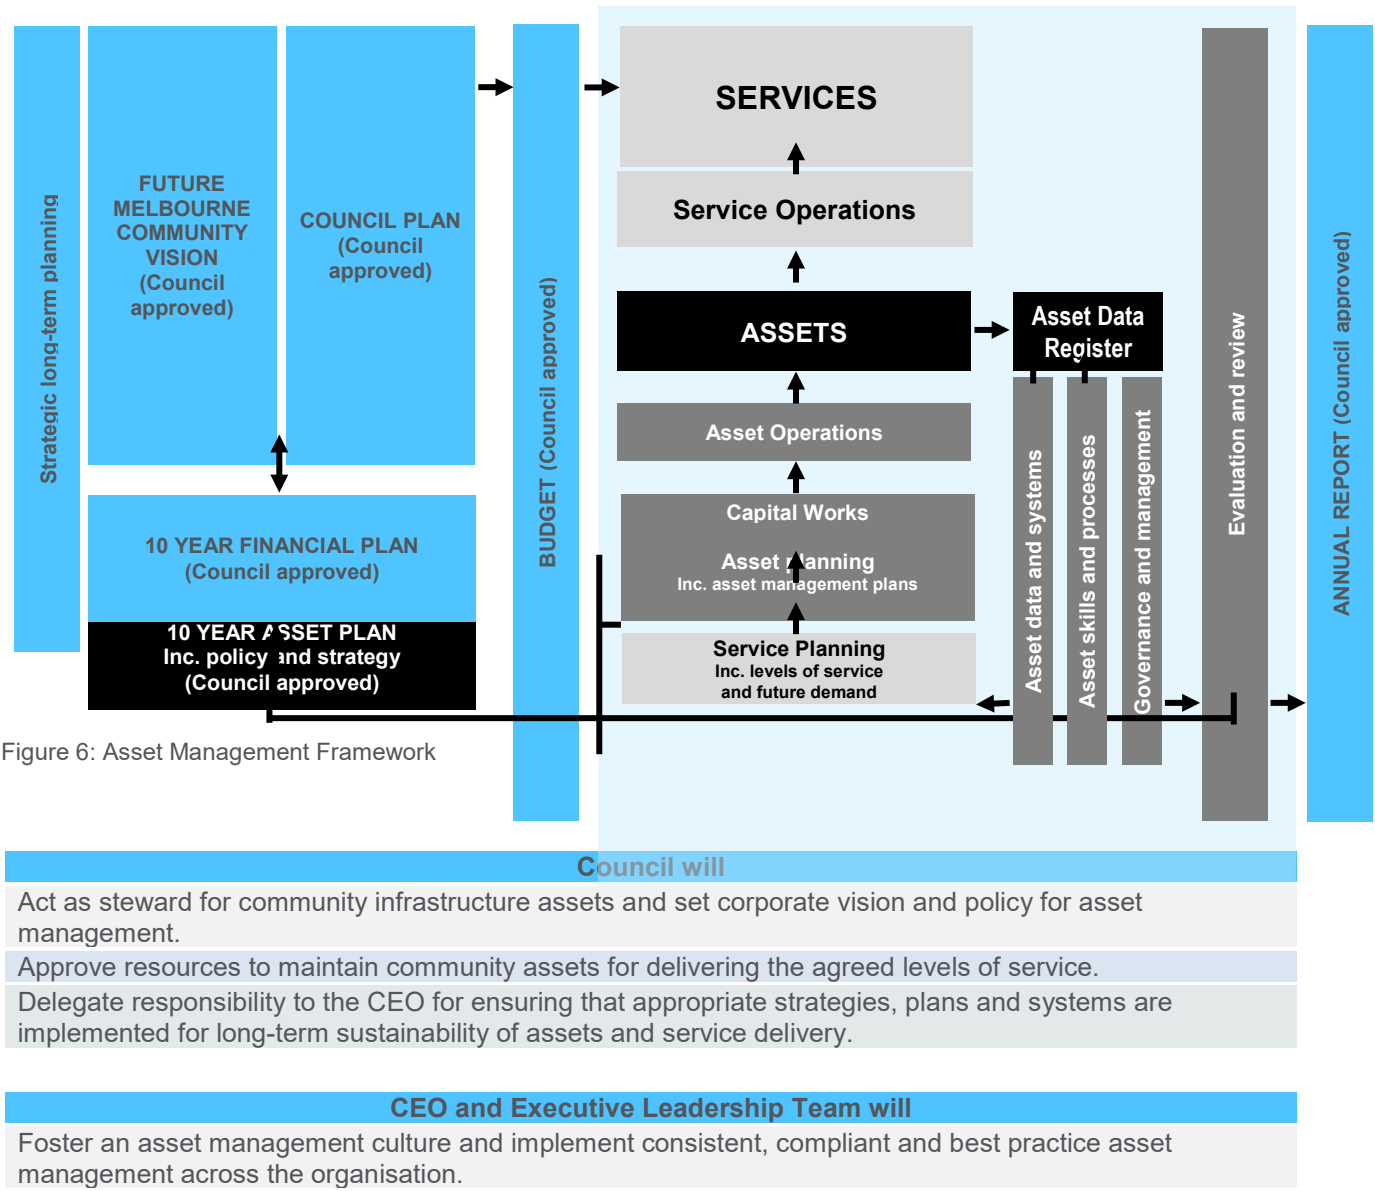 Strategic long-term planning
FUTURE
MELBOURNE
COMMUNITY
VISION
(Council
approved)
COUNCIL PLAN
(Council
approved)
10 YEAR FINANCIAL PLAN
(Council approved)
10 YEAR ASSET PLAN
Inc. policy and strategy
(Council approved)
BUDGET (Council approved)
SERVICES
Service Operations
ASSETS
Asset Operations
Capital Works
Asset planning
Inc. asset management plans
Service Planning
Inc. levels of service
and future demand
Asset Data
Register
Asset data and systems
Asset skills and processes
Governance and management
Evaluation and review
ANNUAL REPORT (Council approved)
Figure 6: Asset Management Framework
Council will
Act as steward for community infrastructure assets and set corporate vision and policy for asset
management.
Approve resources to maintain community assets for delivering the agreed levels of service.
Delegate responsibility to the CEO for ensuring that appropriate strategies, plans and systems are
implemented for long-term sustainability of assets and service delivery.
CEO and Executive Leadership Team will
Foster an asset management culture and implement consistent, compliant and best practice asset
management across the organisation.